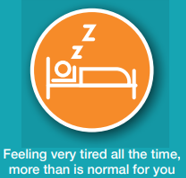 Z
Z
Feeling very tired all the time,
more than is normal for you